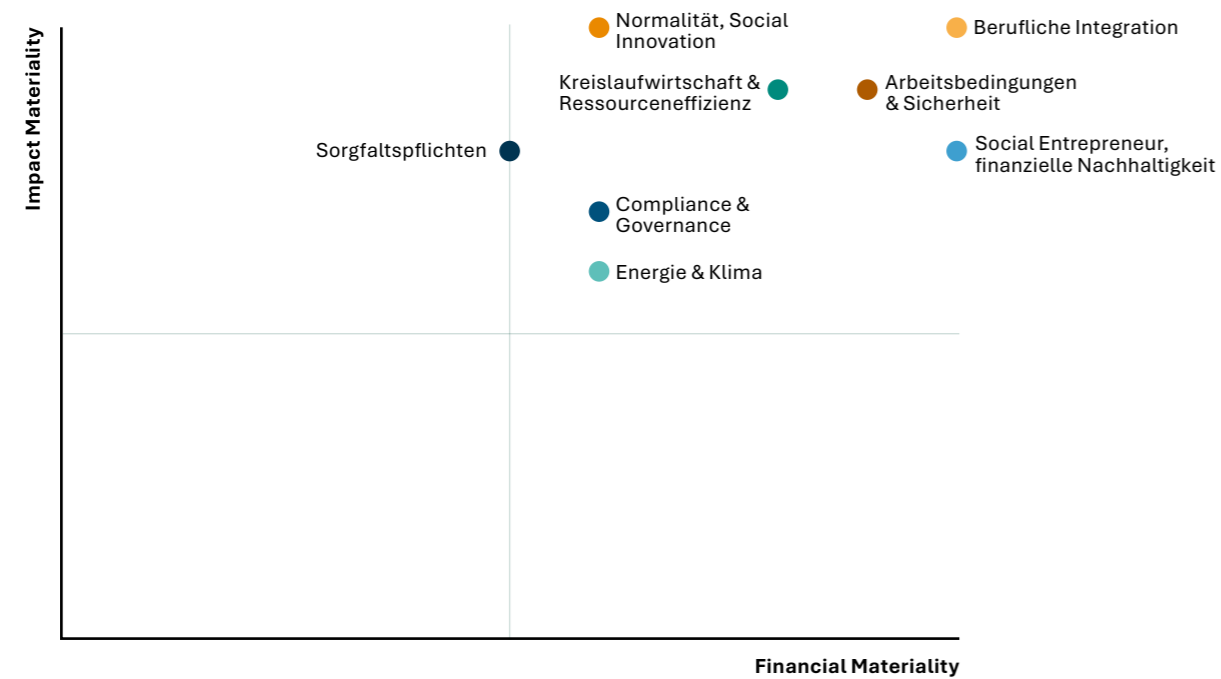 Impact Materiality
Normalität, Social
Innovation
Berufliche Integration
Kreislaufwirtschaft &
Ressourceneffizienz
Arbeitsbedingungen
& Sicherheit
Sorgfaltspflichten
Social Entrepreneur,
finanzielle Nachhaltigkeit
Compliance &
Governance
Energie & Klima
Financial Materiality